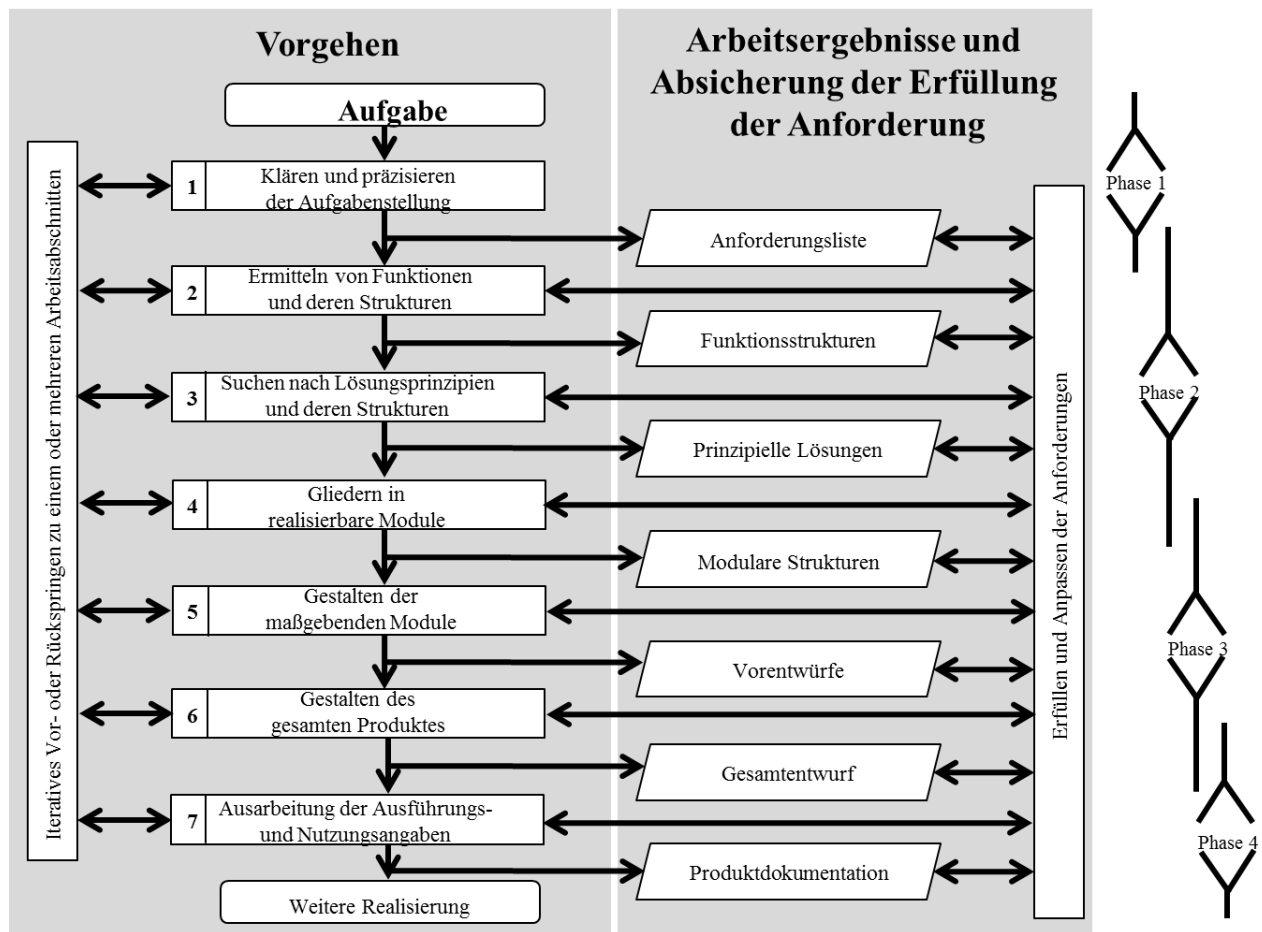 Vorgehen
Arbeitsergebnisse und
Absicherung der Erfüllung
der Anforderung
Aufgabe
Iteratives Vor- oder Rückspringen zu einem oder mehreren Arbeitsabschnitten
1
Klären und präzisieren
der Aufgabenstellung
Anforderungsliste
2
Ermitteln von Funktionen
und deren Strukturen
Funktionsstrukturen
3
Suchen nach Lösungsprinzipien
und deren Strukturen
Prinzipielle Lösungen
4
Gliedern in
realisierbare Module
Modulare Strukturen
5
Gestalten der
maßgebenden Module
Vorentwürfe
6
Gestalten des
gesamten Produktes
Gesamtentwurf
7
Ausarbeitung der Ausführungs-
und Nutzungsangaben
Produktdokumentation
Weitere Realisierung
Erfüllen und Anpassen der Anforderungen
Phase 1
Phase 2
Phase 3
Phase 4